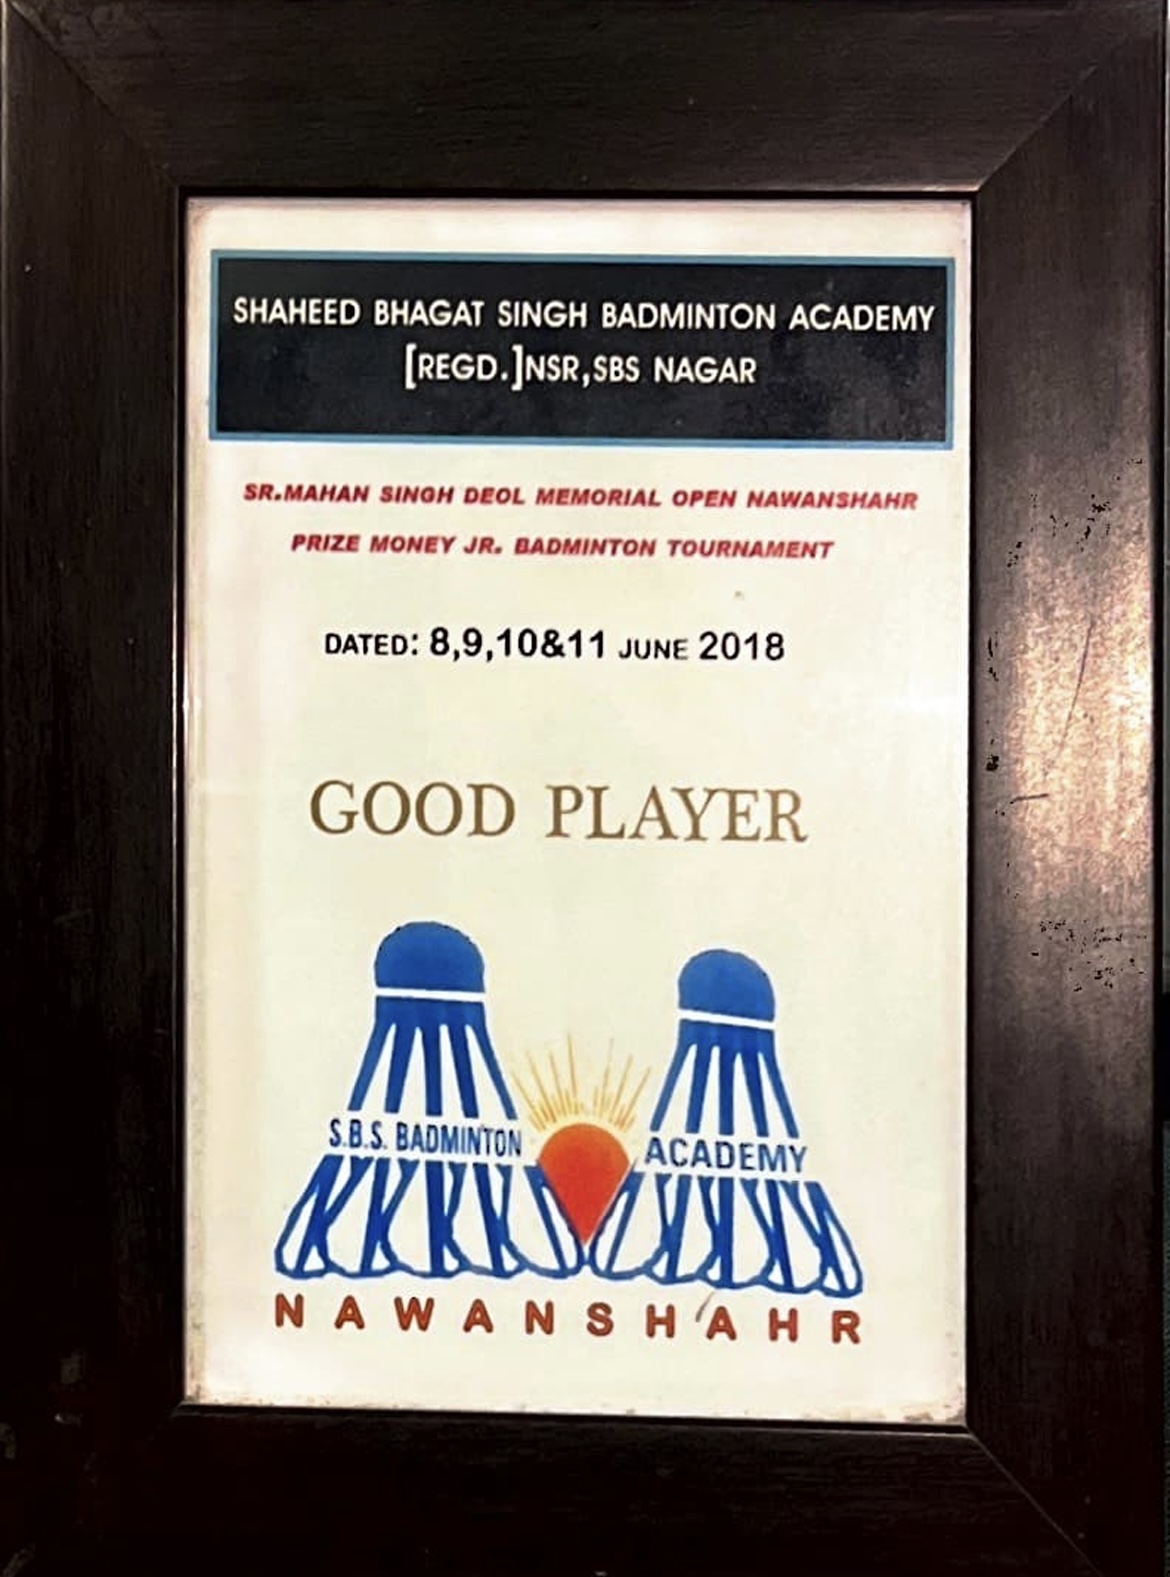 SHAHEED BHAGAT SINGH BADMINTON ACADEMY
[REGD.]NSR,SBS NAGAR
SR.MAHAN SINGH DEOL MEMORIAL OPEN NAWANSHAHR
PRIZE MONEY JR. BADMINTON TOURNAMENT
DATED: 8,9,10&11 JUNE 2018
GOOD PLAYER
S.B.S. BADMINTON ACADEMY
NAWANSHAHR